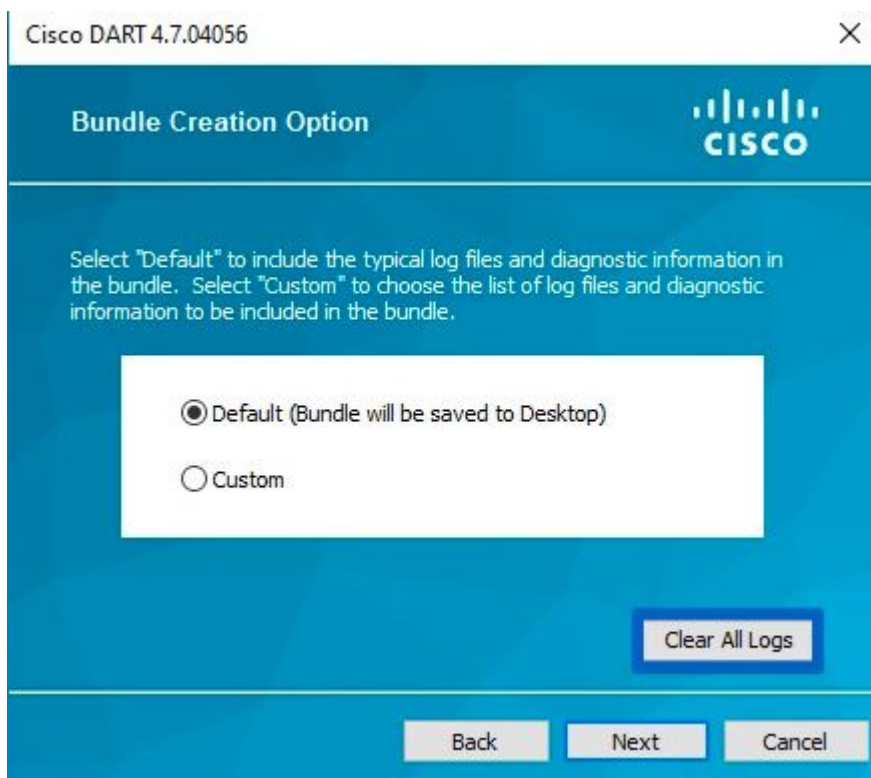 Cisco DART 4.7.04056
Bundle Creation Option
CISCO
Select "Default" to include the typical log files and diagnostic information in
the bundle. Select "Custom" to choose the list of log files and diagnostic
information to be included in the bundle.
Default (Bundle will be saved to Desktop)
Custom
Clear All Logs
Back
Next
Cancel